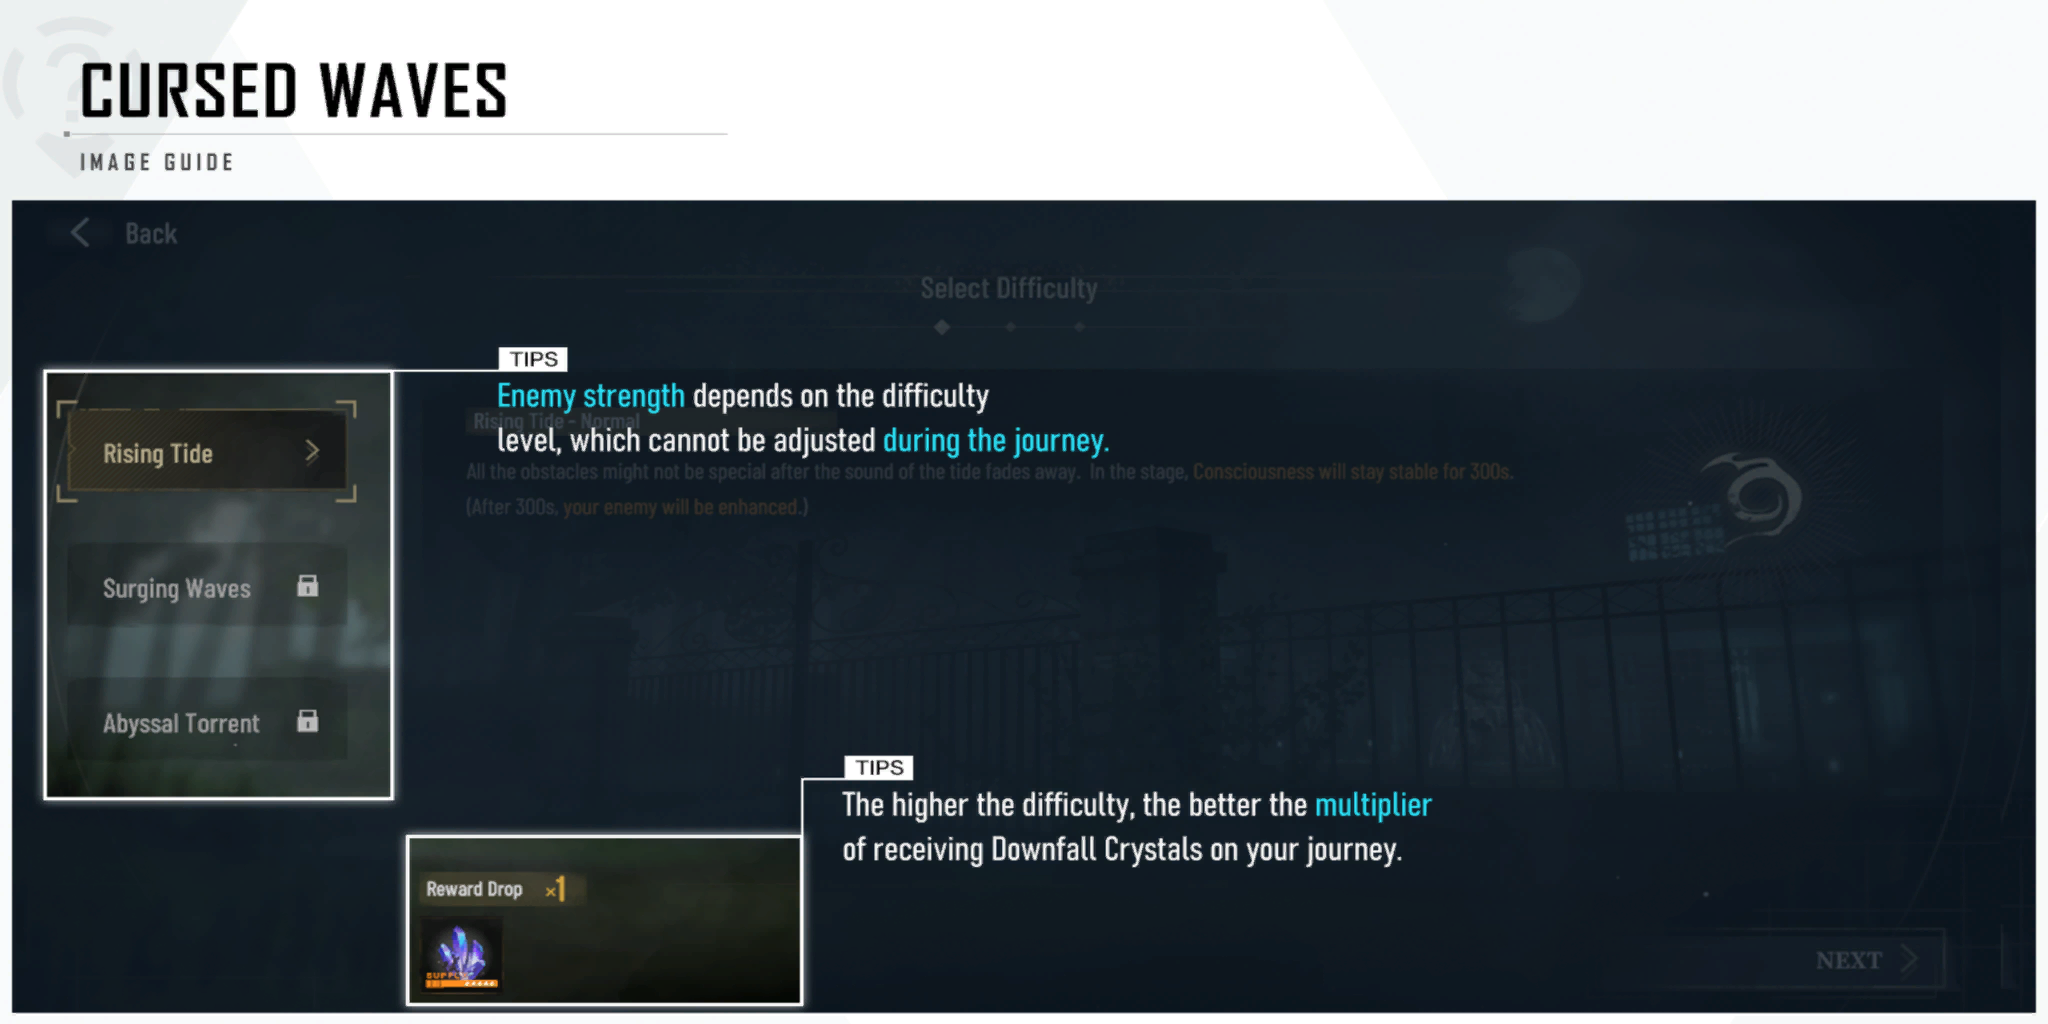 CURSED WAVES
IMAGE GUIDE
Back
Select Difficulty
TIPS
Enemy strength depends on the difficulty
level, which cannot be adjusted during the journey.
Rising Tide - Normal
All the obstacles might not be special after the sound of the tide fades away. In the stage, Consciousness will stay stable for 300s.
(After 300s, your enemy will be enhanced.)
Rising Tide
Surging Waves
Abyssal Torrent
TIPS
The higher the difficulty, the better the multiplier
of receiving Downfall Crystals on your journey.
Reward Drop ×1
SUPPLY
NEXT